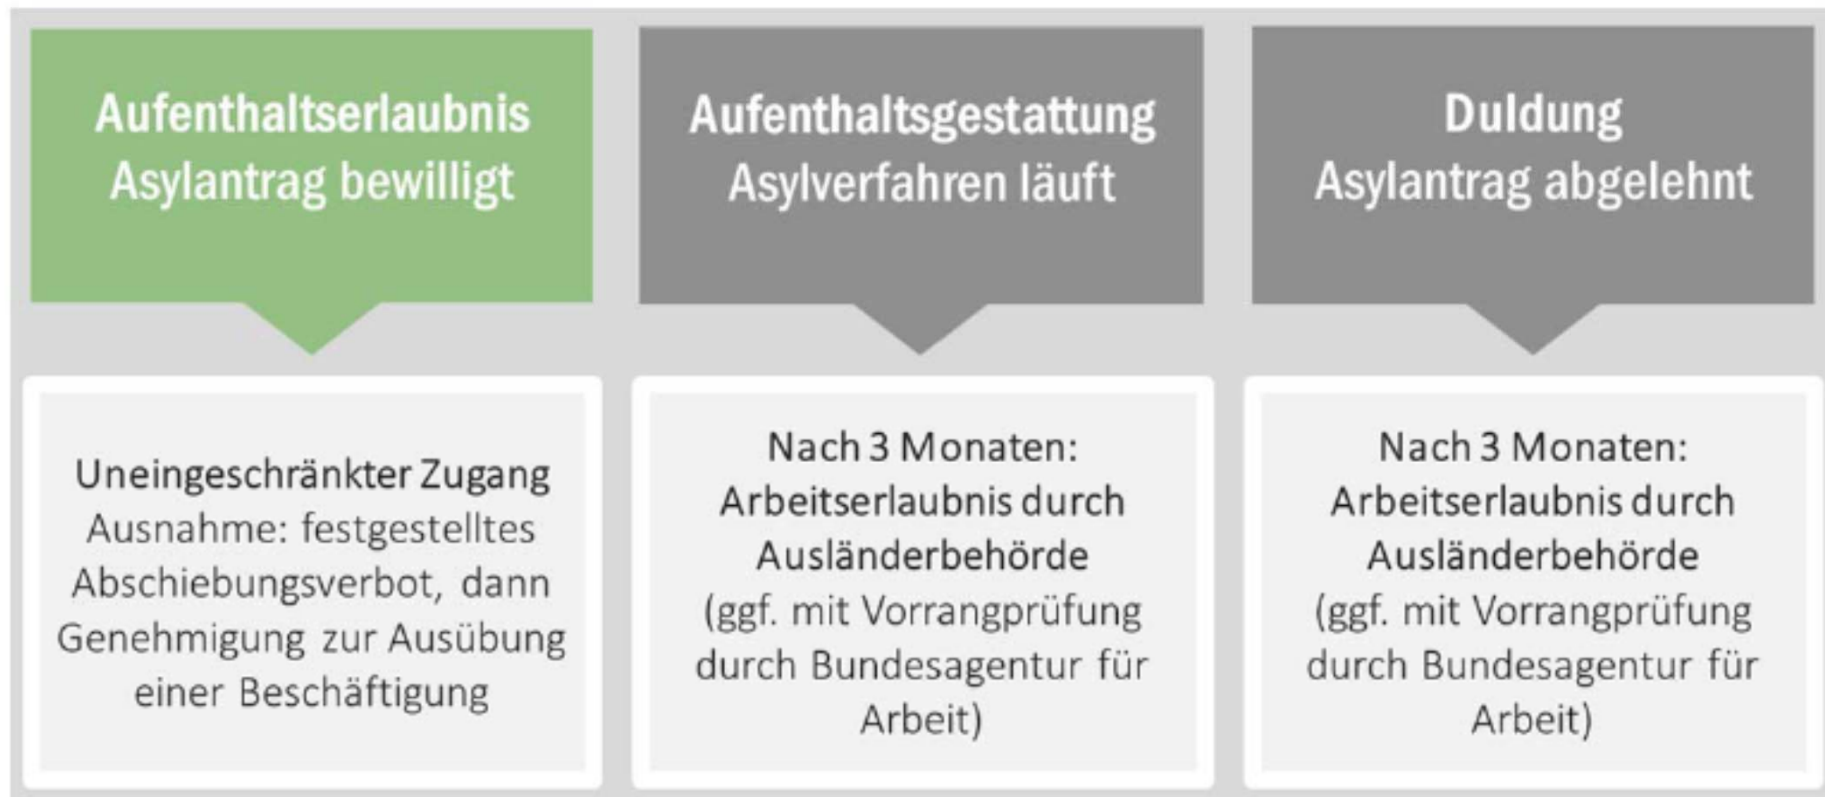 Aufenthaltserlaubnis
Asylantrag bewilligt
Aufenthaltsgestattung
Asylverfahren läuft
Duldung
Asylantrag abgelehnt
Uneingeschränkter Zugang
Ausnahme: festgestelltes
Abschiebungsverbot, dann
Genehmigung zur Ausübung
einer Beschäftigung
Nach 3 Monaten:
Arbeitserlaubnis durch
Ausländerbehörde
(ggf. mit Vorrangprüfung
durch Bundesagentur für
Arbeit)
Nach 3 Monaten:
Arbeitserlaubnis durch
Ausländerbehörde
(ggf. mit Vorrangprüfung
durch Bundesagentur für
Arbeit)